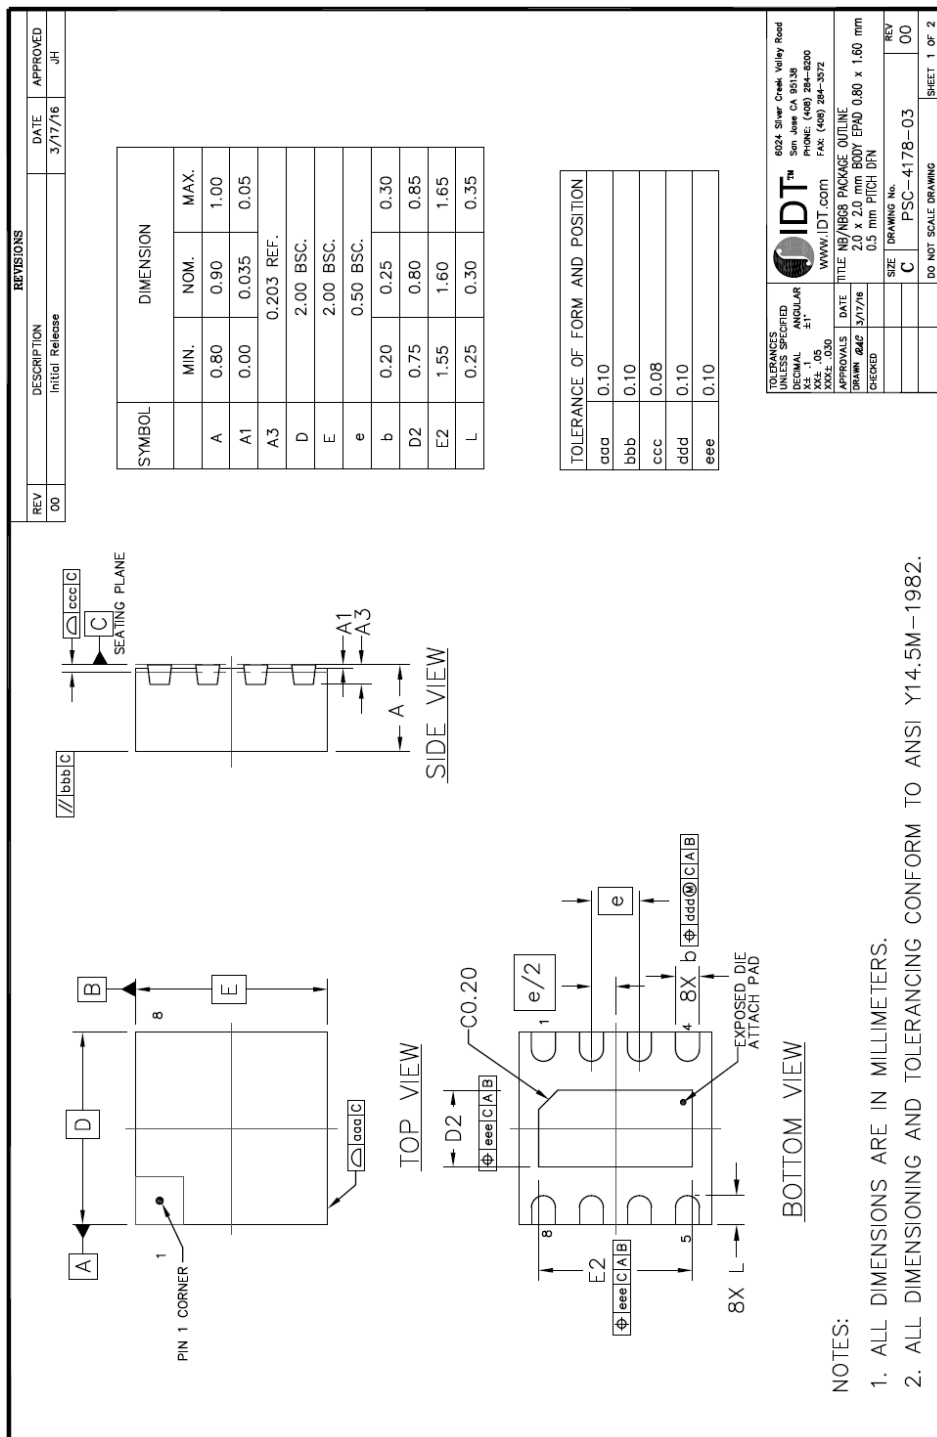 REVISIONS
REV DESCRIPTION DATE APPROVED
00 Initial Release 3/17/16 JH
SYMBOL DIMENSION
MIN. NOM. MAX.
A 0.80 0.90 1.00
A1 0.00 0.035 0.05
A3 0.203 REF.
D 2.00 BSC.
E 2.00 BSC.
e 0.50 BSC.
b 0.20 0.25 0.30
D2 0.75 0.80 0.85
E2 1.55 1.60 1.65
L 0.25 0.30 0.35
TOLERANCE OF FORM AND POSITION
aaa 0.10
bbb 0.10
ccc 0.08
ddd 0.10
eee 0.10
A
D
B
PIN 1 CORNER
1
8
E
⌓ aaa C
TOP VIEW
// bbb C
⌓ ccc C
C
SEATING PLANE
A1
A3
A
SIDE VIEW
D2
⌖ eee C A B
C0.20
e/2
e
8
1
E2
⌖ eee C A B
5
4
8X b ⌖ ddd Ⓜ C A B
8X L
EXPOSED DIE
ATTACH PAD
BOTTOM VIEW
NOTES:
1. ALL DIMENSIONS ARE IN MILLIMETERS.
2. ALL DIMENSIONING AND TOLERANCING CONFORM TO ANSI Y14.5M-1982.
TOLERANCES
UNLESS SPECIFIED
DECIMAL ANGULAR
X± .1 ±1°
XX± .05
XXX± .030
APPROVALS DATE
DRAWN RAC 3/17/16
CHECKED
IDT™
www.IDT.com
6024 Silver Creek Valley Road
San Jose CA 95138
PHONE: (408) 284-8200
FAX: (408) 284-3572
TITLE NB/NBG8 PACKAGE OUTLINE
2.0 x 2.0 mm BODY EPAD 0.80 x 1.60 mm
0.5 mm PITCH DFN
SIZE DRAWING No. REV
C PSC-4178-03 00
DO NOT SCALE DRAWING SHEET 1 OF 2